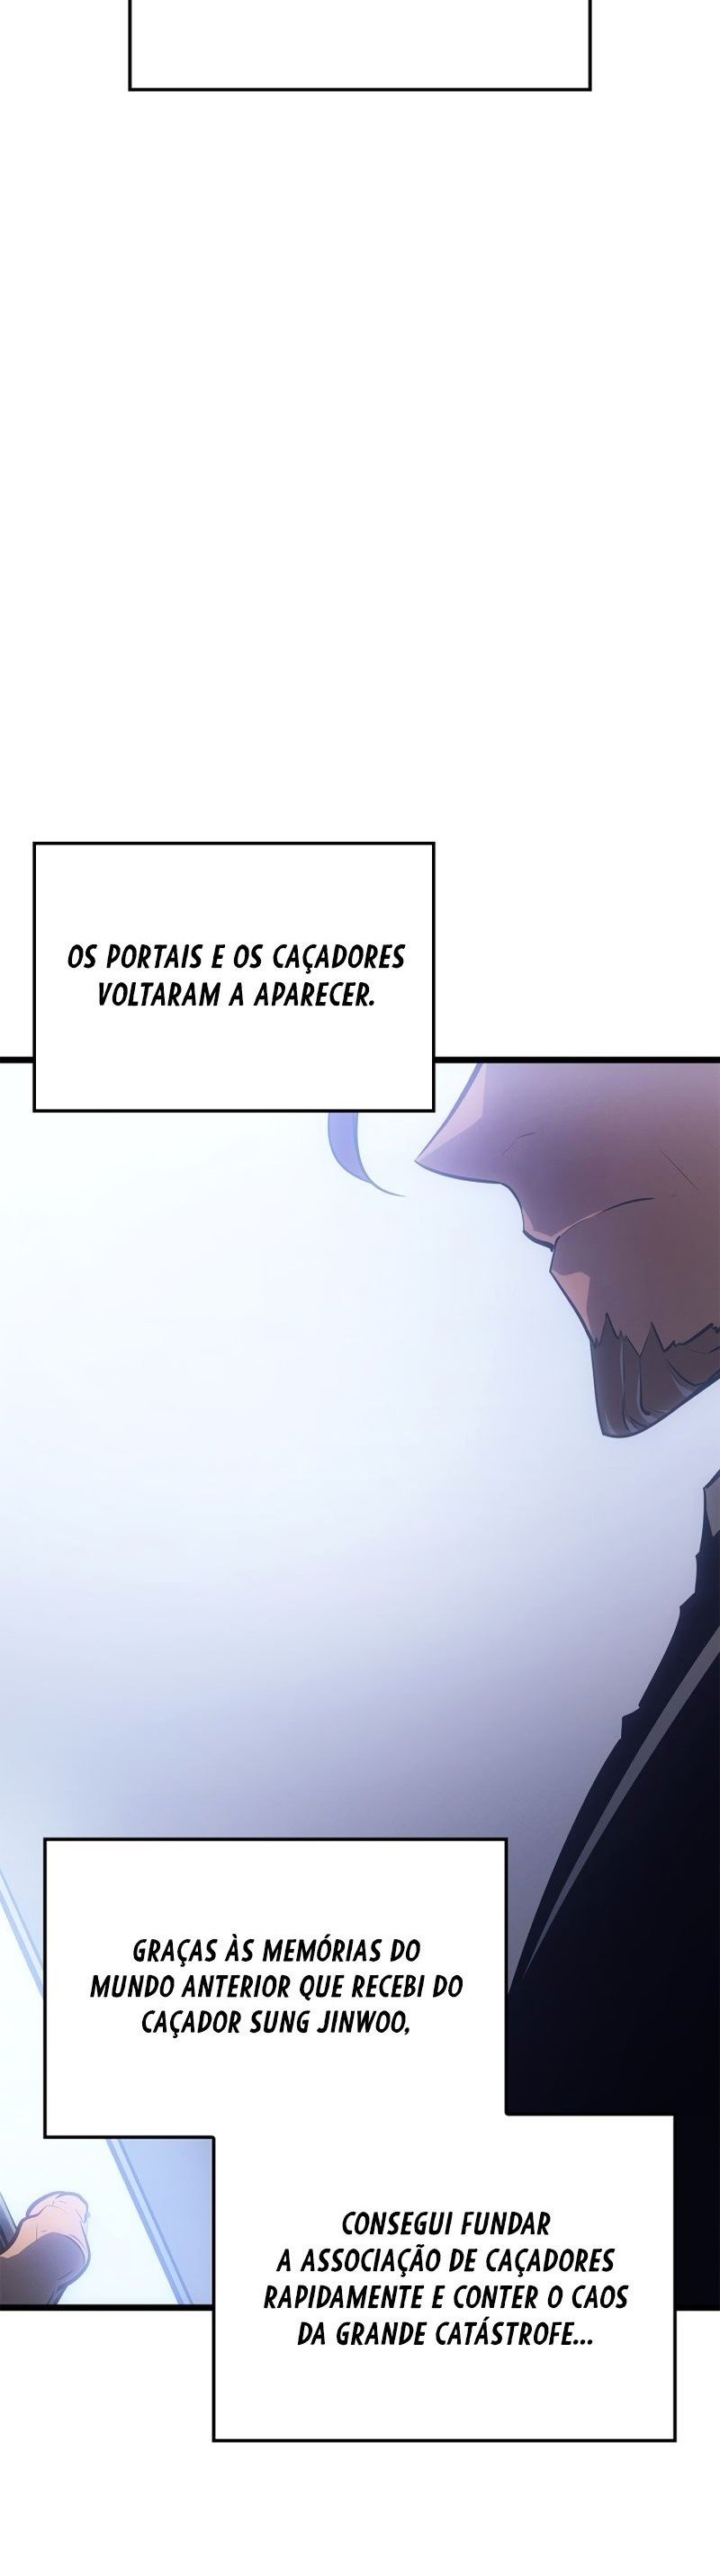 OS PORTAIS E OS CAÇADORES
VOLTARAM A APARECER.
GRAÇAS ÀS MEMÓRIAS DO
MUNDO ANTERIOR QUE RECEBI DO
CAÇADOR SUNG JINWOO,
CONSEGUI FUNDAR
A ASSOCIAÇÃO DE CAÇADORES
RAPIDAMENTE E CONTER O CAOS
DA GRANDE CATÁSTROFE...